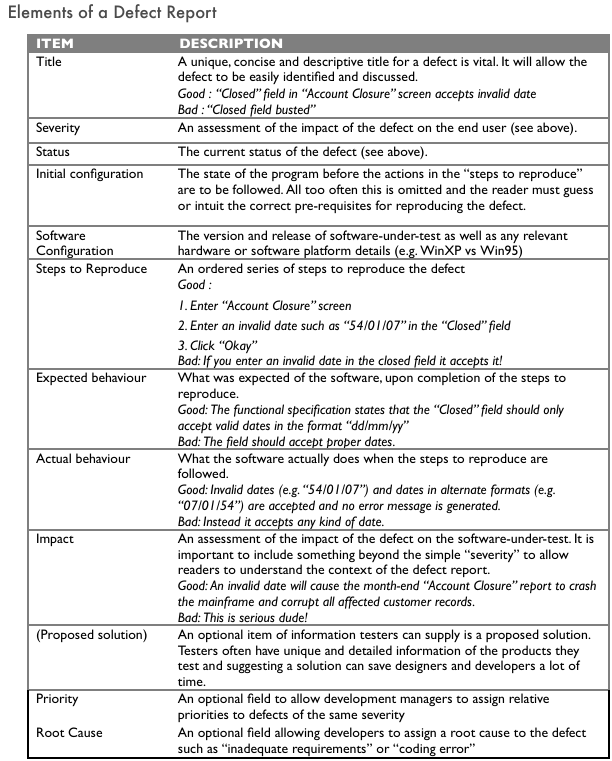 Elements of a Defect Report
ITEM DESCRIPTION
Title A unique, concise and descriptive title for a defect is vital. It will allow the
defect to be easily identified and discussed.
Good : “Closed” field in “Account Closure” screen accepts invalid date
Bad : “Closed field busted”
Severity An assessment of the impact of the defect on the end user (see above).
Status The current status of the defect (see above).
Initial configuration The state of the program before the actions in the “steps to reproduce”
are to be followed. All too often this is omitted and the reader must guess
or intuit the correct pre-requisites for reproducing the defect.
Software The version and release of software-under-test as well as any relevant
Configuration hardware or software platform details (e.g. WinXP vs Win95)
Steps to Reproduce An ordered series of steps to reproduce the defect
Good :
1. Enter “Account Closure” screen
2. Enter an invalid date such as “54/01/07” in the “Closed” field
3. Click “Okay”
Bad: If you enter an invalid date in the closed field it accepts it!
Expected behaviour What was expected of the software, upon completion of the steps to
reproduce.
Good: The functional specification states that the “Closed” field should only
accept valid dates in the format “dd/mm/yy”
Bad: The field should accept proper dates.
Actual behaviour What the software actually does when the steps to reproduce are
followed.
Good: Invalid dates (e.g. “54/01/07”) and dates in alternate formats (e.g.
“07/01/54”) are accepted and no error message is generated.
Bad: Instead it accepts any kind of date.
Impact An assessment of the impact of the defect on the software-under-test. It is
important to include something beyond the simple “severity” to allow
readers to understand the context of the defect report.
Good: An invalid date will cause the month-end “Account Closure” report to crash
the mainframe and corrupt all affected customer records.
Bad: This is serious dude!
(Proposed solution) An optional item of information testers can supply is a proposed solution.
Testers often have unique and detailed information of the products they
test and suggesting a solution can save designers and developers a lot of
time.
Priority An optional field to allow development managers to assign relative
priorities to defects of the same severity
Root Cause An optional field allowing developers to assign a root cause to the defect
such as “inadequate requirements” or “coding error”